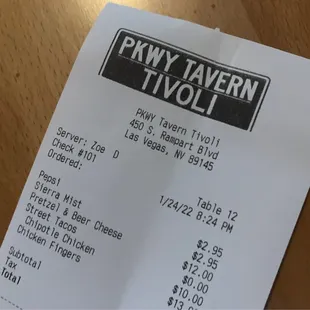 PKWY TAVERN
TIVOLI
PKWY Tavern Tivoli
450 S. Rampart Blvd
Las Vegas, NV 89145
Server: Zoe D
Table 12
Check #101
1/24/22 8:24 PM
Ordered:
Pepsi $2.95
Sierra Mist $2.95
Pretzel & Beer Cheese $12.00
Street Tacos $0.00
Chipotle Chicken $10.00
Chicken Fingers
Subtotal
Tax
Total